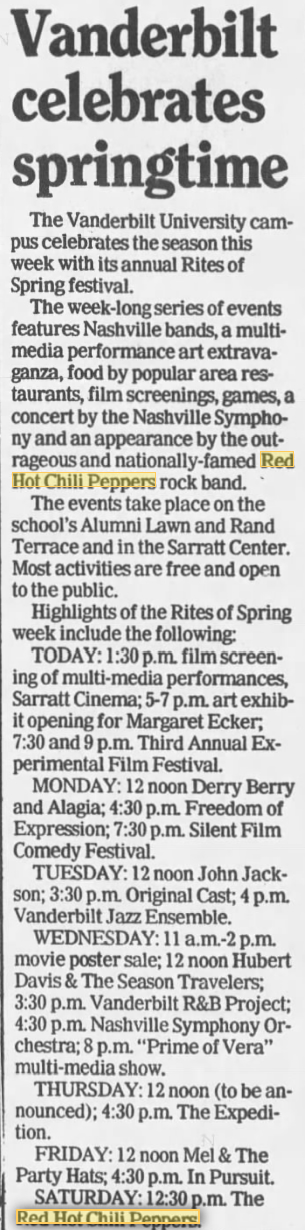 Vanderbilt
celebrates
springtime
The Vanderbilt University cam-
pus celebrates the season this
week with its annual Rites of
Spring festival.
The week-long series of events
features Nashville bands, a multi-
media performance art extrava-
ganza, food by popular area res-
taurants, film screenings, games, a
concert by the Nashville Sympho-
ny and an appearance by the out-
rageous and nationally-famed Red
Hot Chili Peppers rock band.
The events take place on the
school's Alumni Lawn and Rand
Terrace and in the Sarratt Center.
Most activities are free and open
to the public.
Highlights of the Rites of Spring
week include the following:
TODAY: 1:30 p.m. film screen-
ing of multi-media performances,
Sarratt Cinema; 5-7 p.m. art exhib-
it opening for Margaret Ecker;
7:30 and 9 p.m. Third Annual Ex-
perimental Film Festival.
MONDAY: 12 noon Derry Berry
and Alagia; 4:30 p.m. Freedom of
Expression; 7:30 p.m. Silent Film
Comedy Festival.
TUESDAY: 12 noon John Jack-
son; 3:30 p.m. Original Cast; 4 p.m.
Vanderbilt Jazz Ensemble.
WEDNESDAY: 11 a.m.-2 p.m.
movie poster sale; 12 noon Hubert
Davis & The Season Travelers;
3:30 p.m. Vanderbilt R&B Project;
4:30 p.m. Nashville Symphony Or-
chestra; 8 p.m. "Prime of Vera"
multi-media show.
THURSDAY: 12 noon (to be an-
nounced); 4:30 p.m. The Expedi-
tion.
FRIDAY: 12 noon Mel & The
Party Hats; 4:30 p.m. In Pursuit.
SATURDAY: 12:30 p.m. The
Red Hot Chili Peppers.